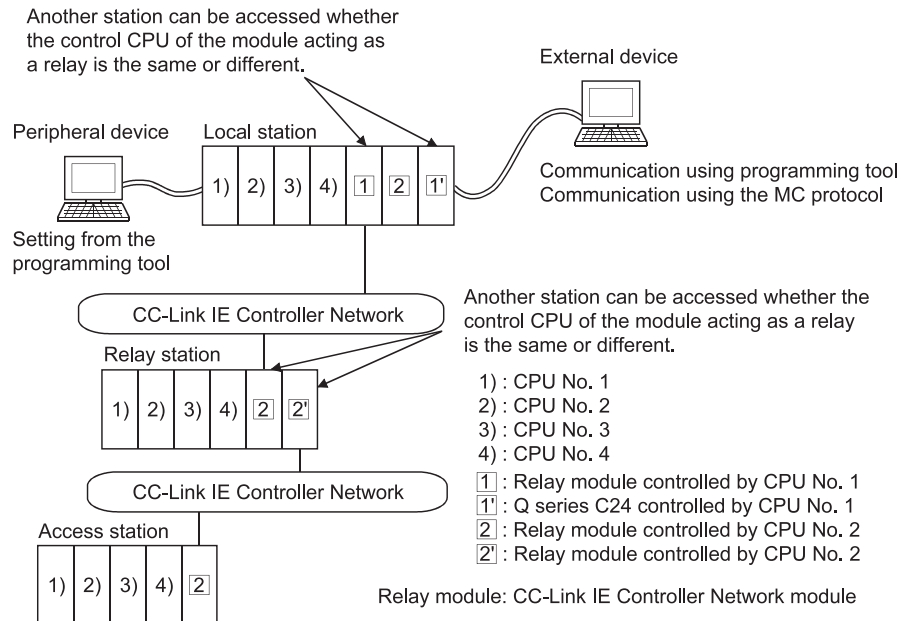 Another station can be accessed whether
the control CPU of the module acting as
a relay is the same or different.
External device
Peripheral device
Local station
1) 2) 3) 4) 1 2 1'
Communication using programming tool
Communication using the MC protocol
Setting from the
programming tool
CC-Link IE Controller Network
Another station can be accessed whether the
control CPU of the module acting as a relay
is the same or different.
Relay station
1) 2) 3) 4) 2 2'
1) : CPU No. 1
2) : CPU No. 2
3) : CPU No. 3
4) : CPU No. 4
1 : Relay module controlled by CPU No. 1
1' : Q series C24 controlled by CPU No. 1
2 : Relay module controlled by CPU No. 2
2' : Relay module controlled by CPU No. 2
CC-Link IE Controller Network
Access station
1) 2) 3) 4) 2
Relay module: CC-Link IE Controller Network module